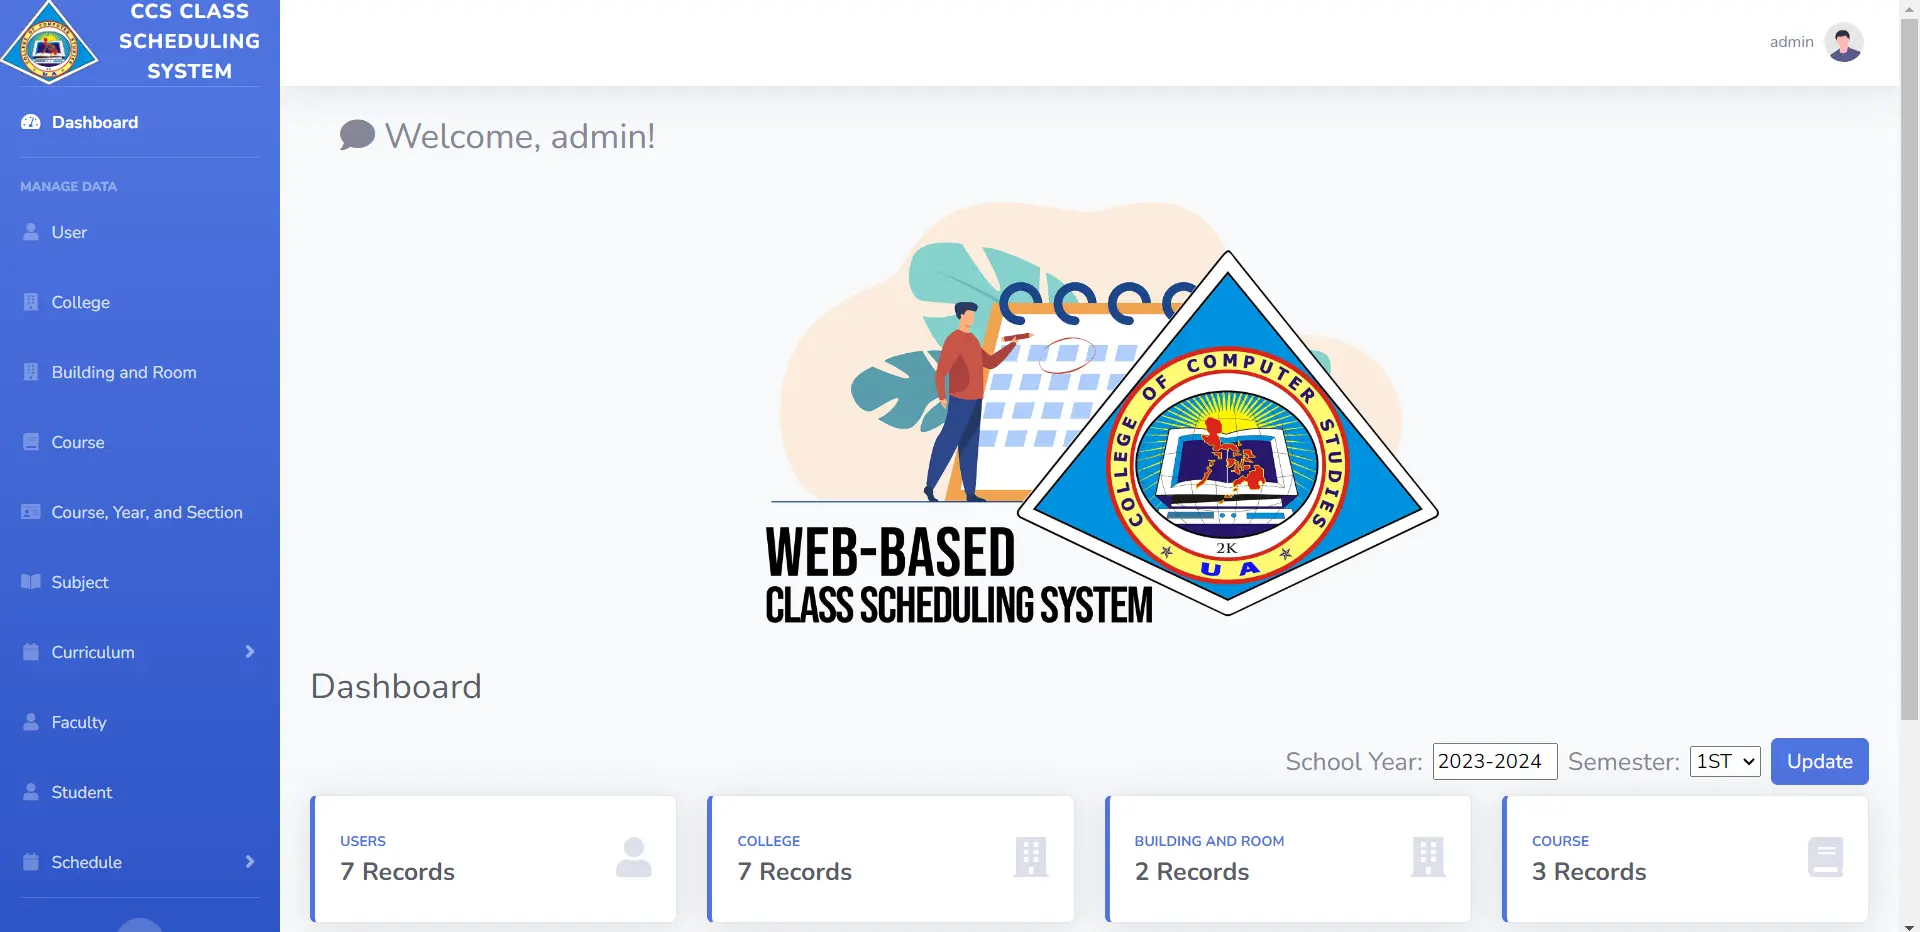 CCS CLASS
SCHEDULING
SYSTEM
Dashboard
MANAGE DATA
User
College
Building and Room
Course
Course, Year, and Section
Subject
Curriculum
Faculty
Student
Schedule
admin
Welcome, admin!
COLLEGE OF COMPUTER STUDIES
2K
U A
WEB-BASED
CLASS SCHEDULING SYSTEM
Dashboard
School Year: 2023-2024 Semester: 1ST Update
USERS
7 Records
COLLEGE
7 Records
BUILDING AND ROOM
2 Records
COURSE
3 Records